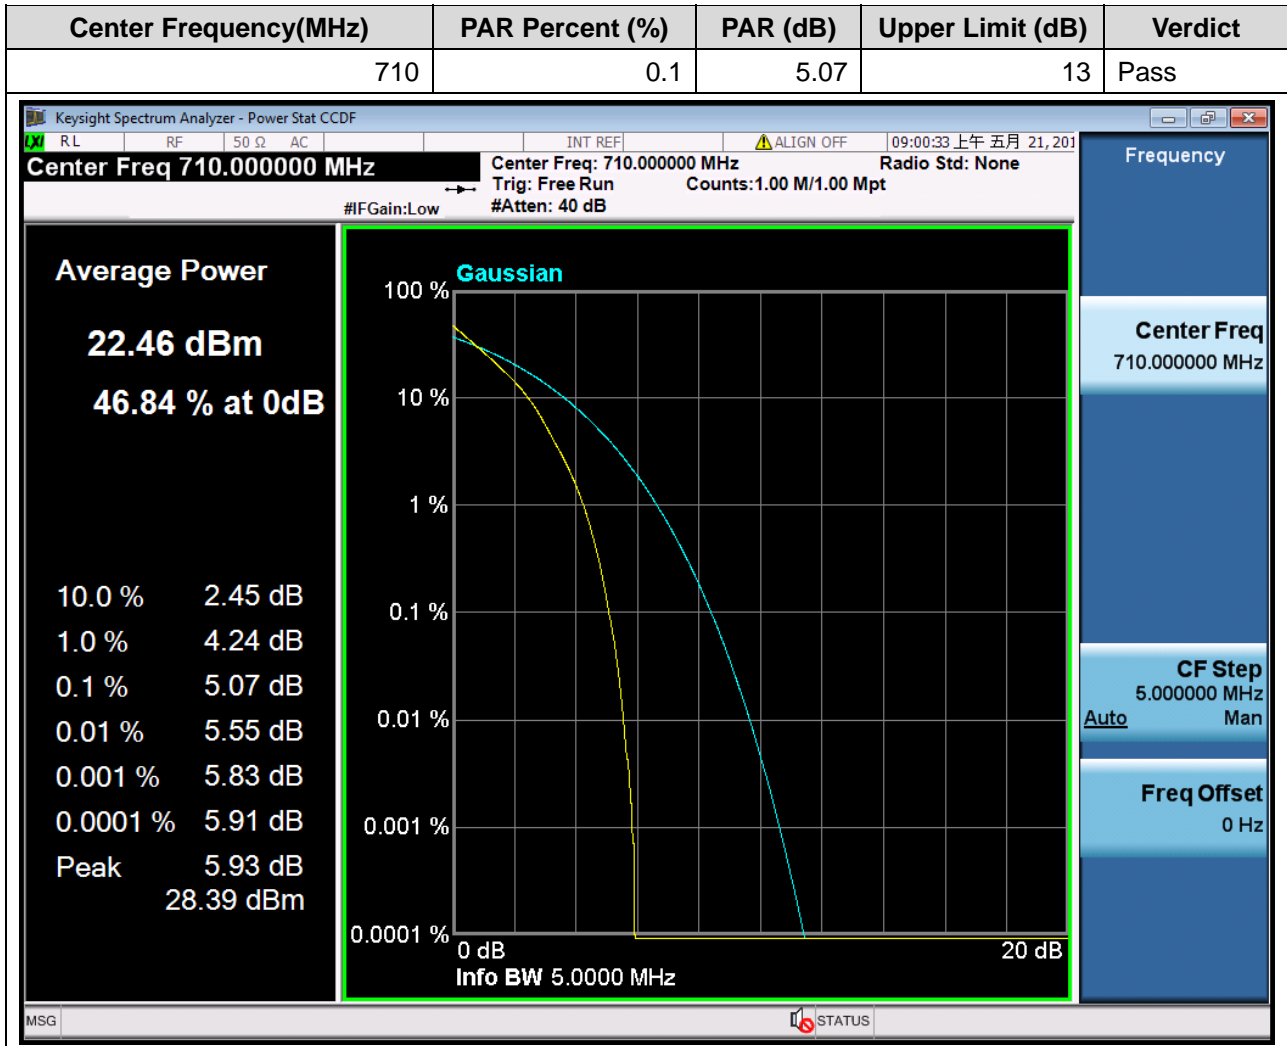 Center Frequency(MHz) PAR Percent (%) PAR (dB) Upper Limit (dB) Verdict
710 0.1 5.07 13 Pass
Keysight Spectrum Analyzer - Power Stat CCDF
LXI RL RF 50 Ω AC INT REF ALIGN OFF 09:00:33 上午 五月 21, 201
Center Freq 710.000000 MHz
Center Freq: 710.000000 MHz Radio Std: None
Trig: Free Run Counts:1.00 M/1.00 Mpt
#IFGain:Low #Atten: 40 dB
Average Power
22.46 dBm
46.84 % at 0dB
10.0 % 2.45 dB
1.0 % 4.24 dB
0.1 % 5.07 dB
0.01 % 5.55 dB
0.001 % 5.83 dB
0.0001 % 5.91 dB
Peak 5.93 dB
28.39 dBm
Gaussian
100 %
10 %
1 %
0.1 %
0.01 %
0.001 %
0.0001 %
0 dB 20 dB
Info BW 5.0000 MHz
Frequency
Center Freq
710.000000 MHz
CF Step
5.000000 MHz
Auto Man
Freq Offset
0 Hz
MSG STATUS